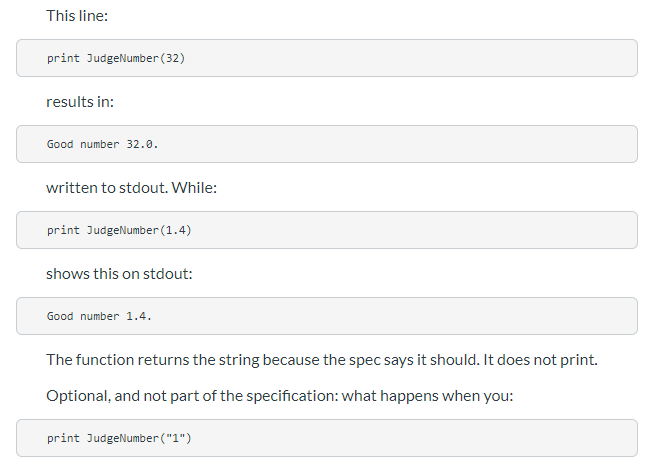 This line:
print JudgeNumber(32)
results in:
Good number 32.0.
written to stdout. While:
print JudgeNumber(1.4)
shows this on stdout:
Good number 1.4.
The function returns the string because the spec says it should. It does not print.
Optional, and not part of the specification: what happens when you:
print JudgeNumber("1")